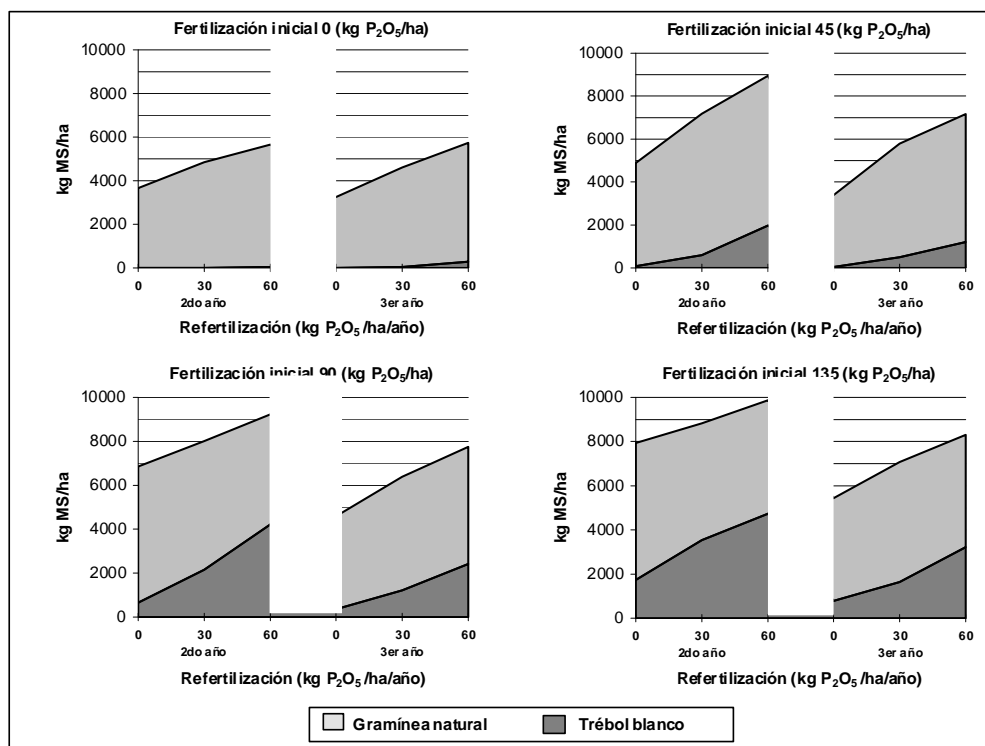 Fertilización inicial 0 (kg P2O5/ha)
kg MS/ha
10000
8000
6000
4000
2000
0
0 30 60 0 30 60
2do año 3er año
Refertilización (kg P2O5 /ha/año)
Fertilización inicial 45 (kg P2O5/ha)
kg MS/ha
10000
8000
6000
4000
2000
0
0 30 60 0 30 60
2do año 3er año
Refertilización (kg P2O5 /ha/año)
Fertilización inicial 90 (kg P2O5/ha)
kg MS/ha
10000
8000
6000
4000
2000
0
0 30 60 0 30 60
2do año 3er año
Refertilización (kg P2O5 /ha/año)
Fertilización inicial 135 (kg P2O5/ha)
kg MS/ha
10000
8000
6000
4000
2000
0
0 30 60 0 30 60
2do año 3er año
Refertilización (kg P2O5 /ha/año)
Gramínea natural Trébol blanco